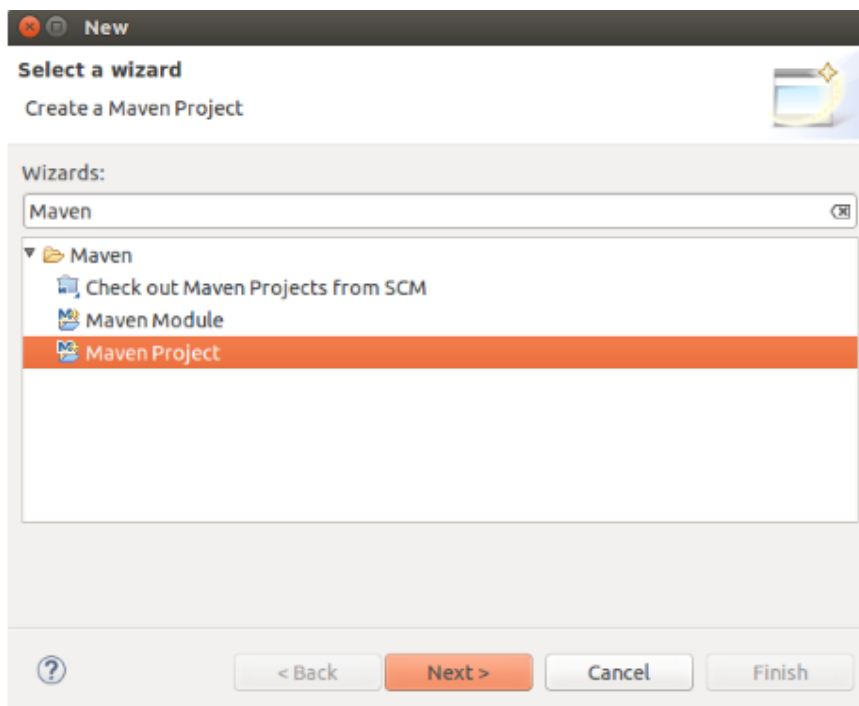 New
Select a wizard
Create a Maven Project
Wizards:
Maven
Maven
Check out Maven Projects from SCM
Maven Module
Maven Project
< Back Next > Cancel Finish